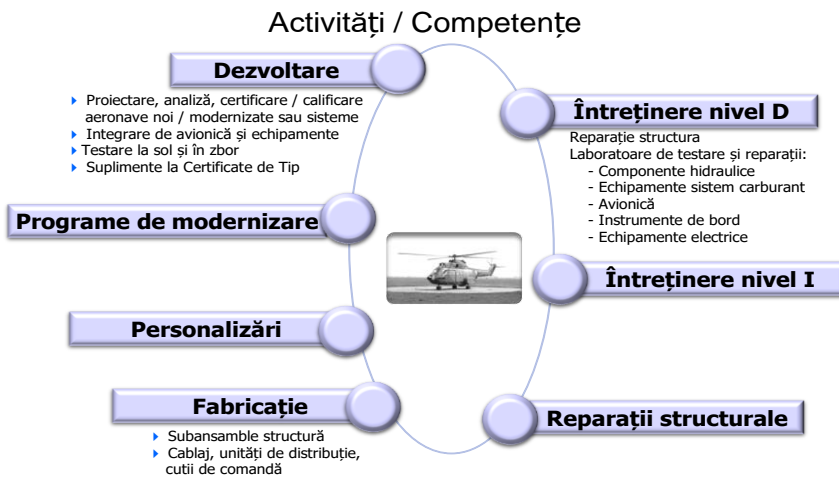 Activități / Competențe
Dezvoltare
Proiectare, analiză, certificare / calificare
aeronave noi / modernizate sau sisteme
Integrare de avionică și echipamente
Testare la sol și în zbor
Suplimente la Certificate de Tip
Programe de modernizare
Personalizări
Fabricație
Subansamble structură
Cablaj, unități de distribuție,
cutii de comandă
Întreținere nivel D
Reparație structura
Laboratoare de testare și reparații:
- Componente hidraulice
- Echipamente sistem carburant
- Avionică
- Instrumente de bord
- Echipamente electrice
Întreținere nivel I
Reparații structurale